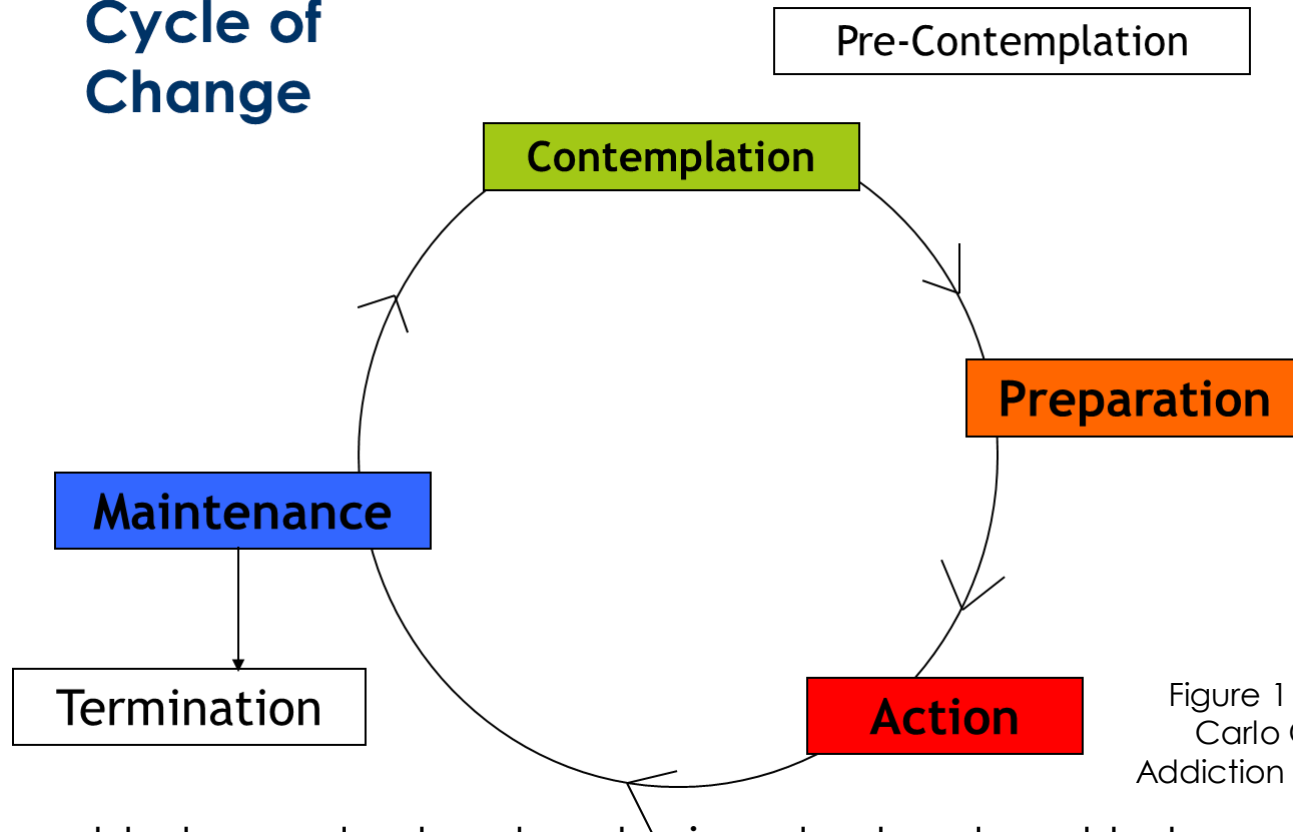 Cycle of
Change
Pre-Contemplation
Contemplation
Preparation
Maintenance
Termination
Action
Figure 1
Carlo
Addiction